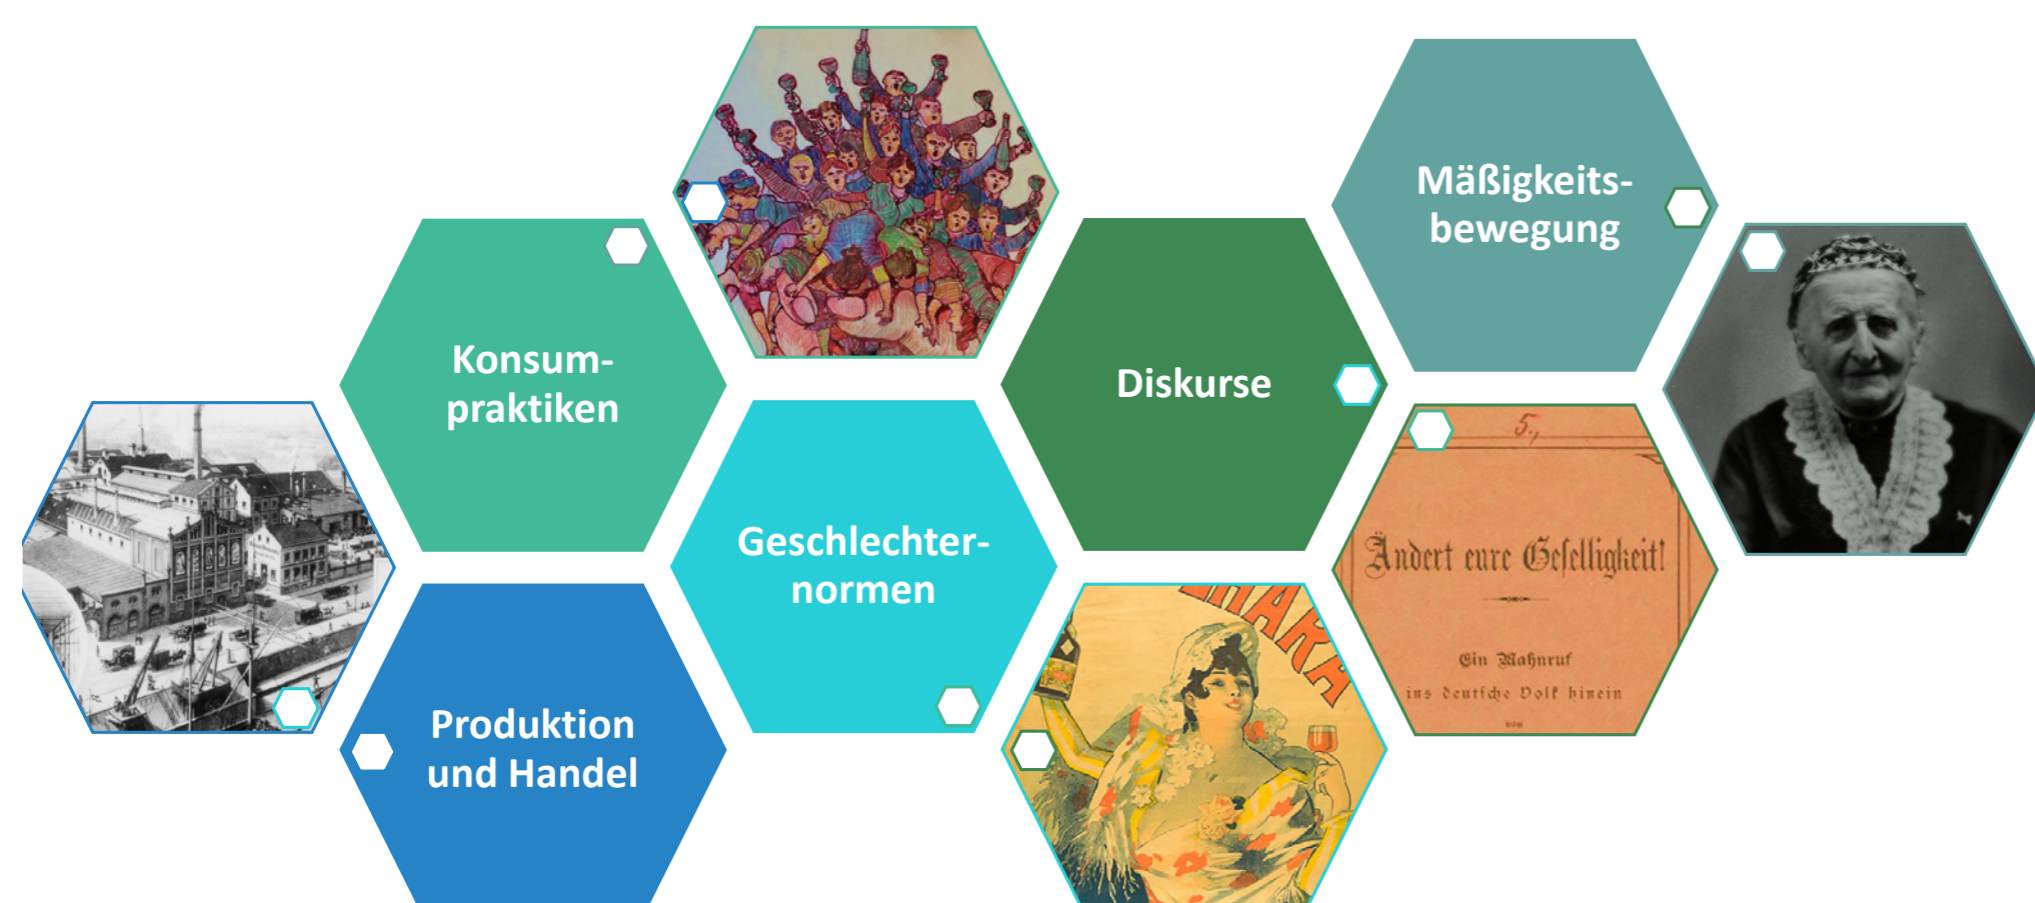 Mäßigkeits-
bewegung
Konsum-
praktiken
Diskurse
5.,
Geschlechter-
normen
Ändert eure Geselligkeit!
Ein Mahnruf
ins deutsche Volk hinein
von
Produktion
und Handel